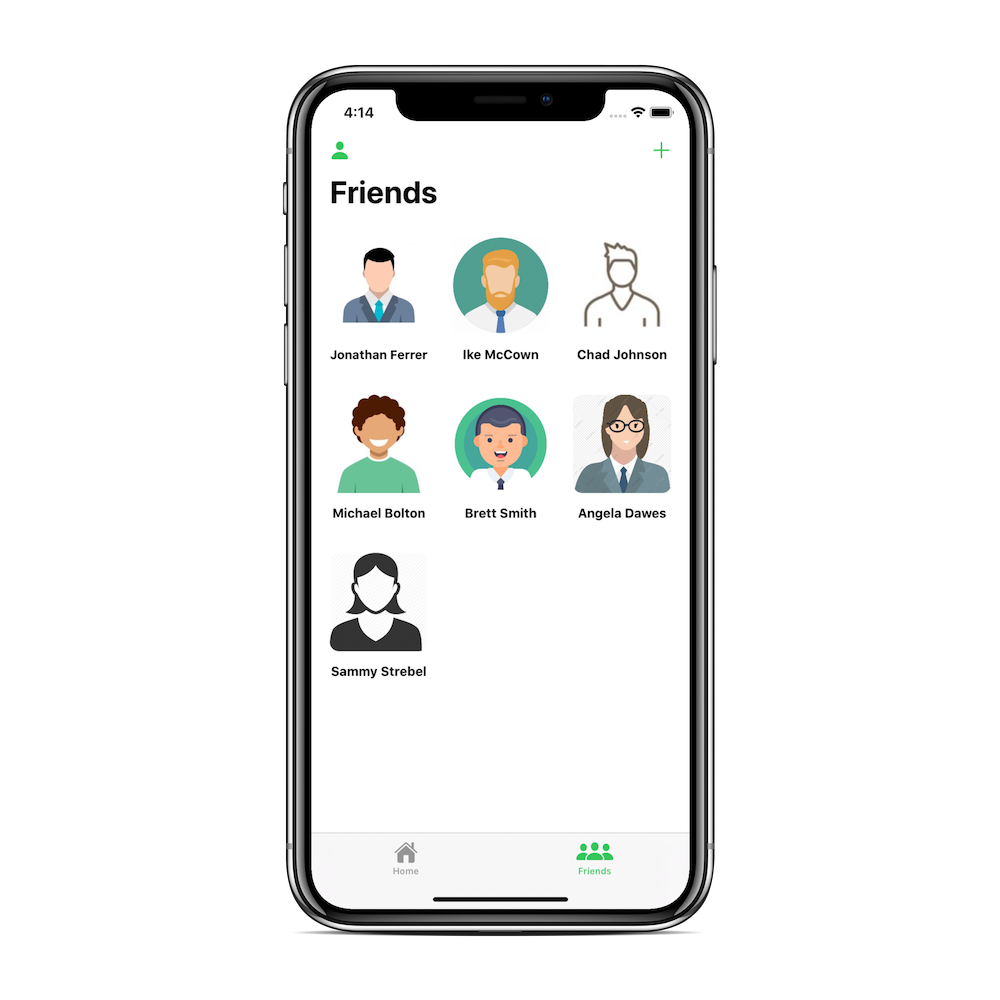 4:14
Friends
Jonathan Ferrer Ike McCown Chad Johnson
Michael Bolton Brett Smith Angela Dawes
Sammy Strebel
Home Friends